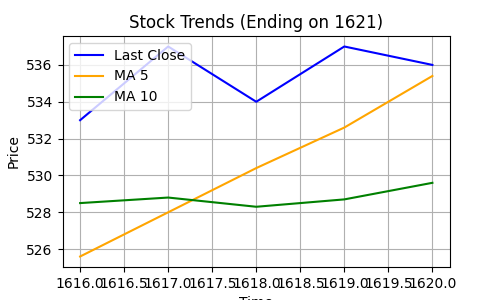 Stock Trends (Ending on 1621)
Last Close
MA 5
MA 10
Price
536
534
532
530
528
526
1616.0 1616.5 1617.0 1617.5 1618.0 1618.5 1619.0 1619.5 1620.0
Time